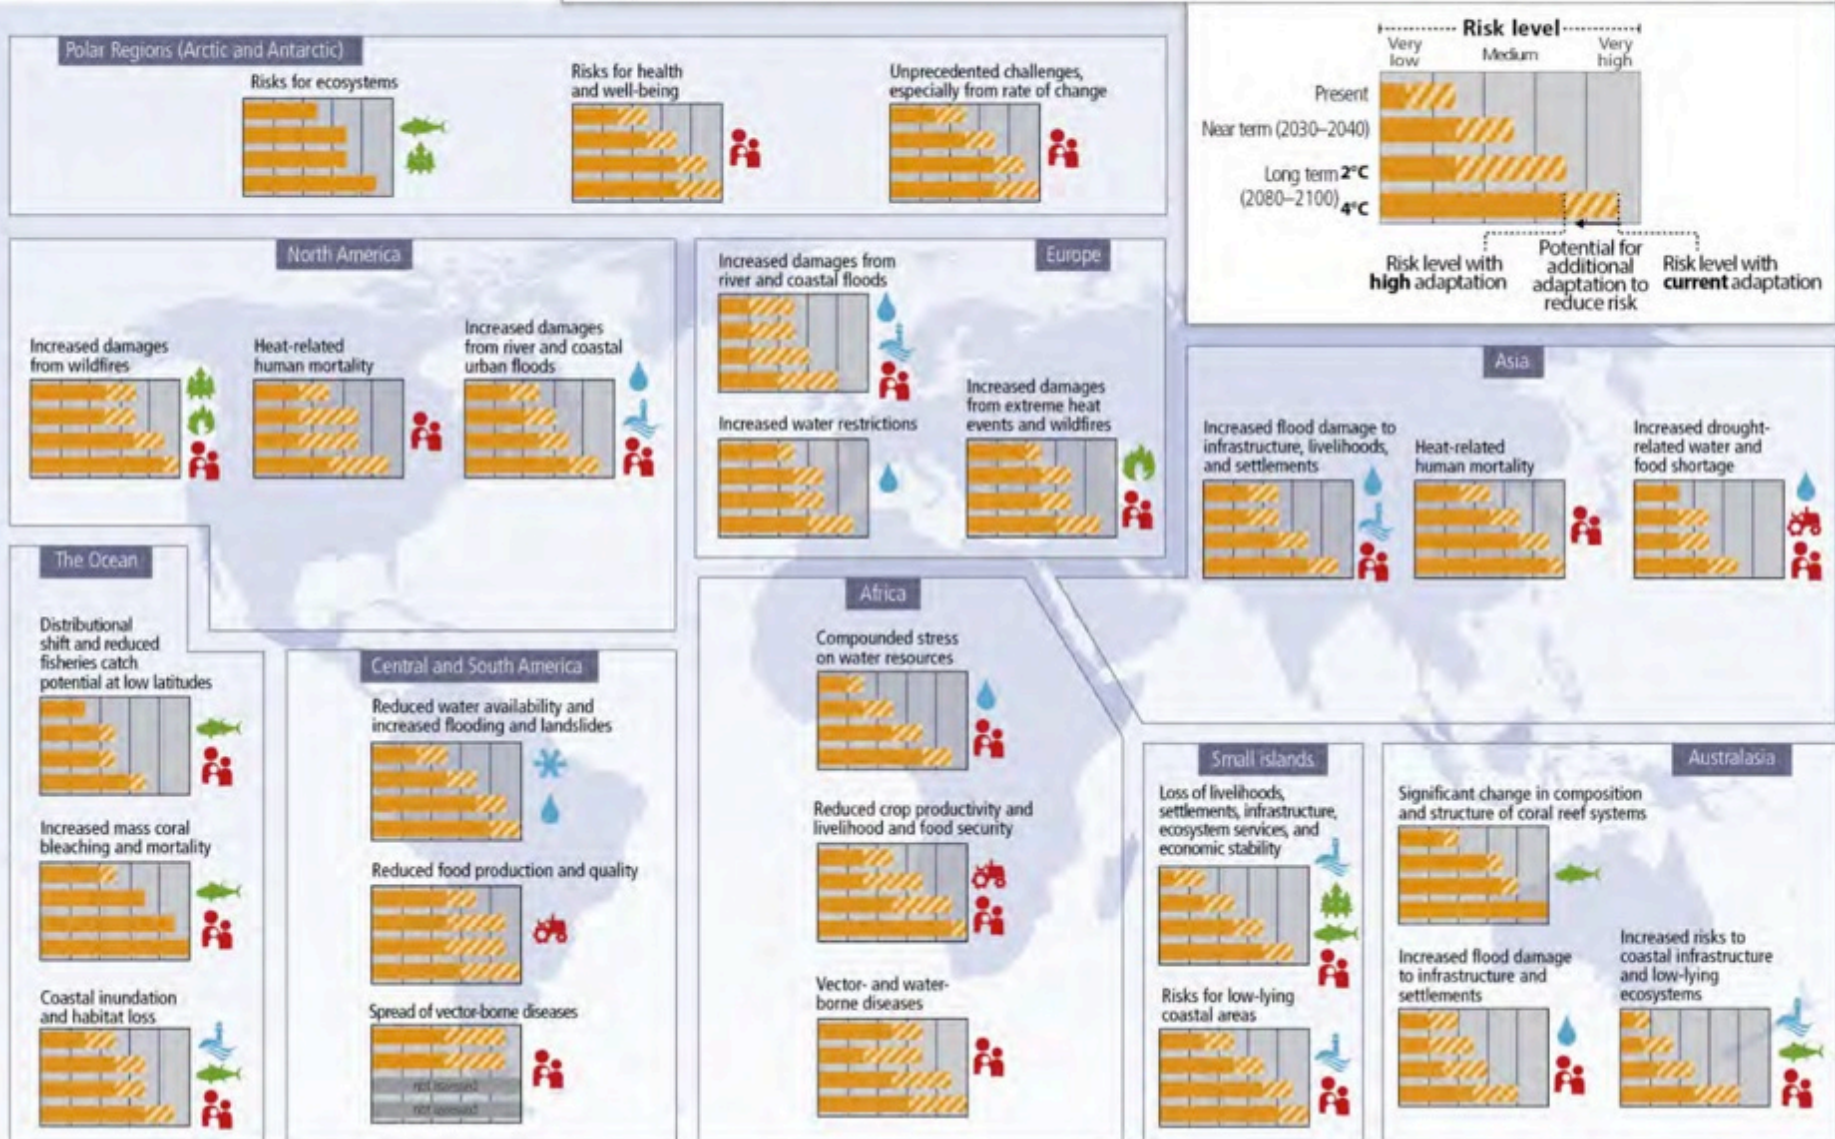 Polar Regions (Arctic and Antarctic)
Risks for ecosystems
Risks for health
and well-being
Unprecedented challenges,
especially from rate of change
Risk level
Very
low
Medium
Very
high
Present
Near term (2030–2040)
Long term 2°C
(2080–2100) 4°C
Risk level with
high adaptation
Potential for
additional
adaptation to
reduce risk
Risk level with
current adaptation
North America
Increased damages
from wildfires
Heat-related
human mortality
Increased damages
from river and coastal
urban floods
Europe
Increased damages from
river and coastal floods
Increased water restrictions
Increased damages
from extreme heat
events and wildfires
Asia
Increased flood damage to
infrastructure, livelihoods,
and settlements
Heat-related
human mortality
Increased drought-
related water and
food shortage
The Ocean
Distributional
shift and reduced
fisheries catch
potential at low latitudes
Increased mass coral
bleaching and mortality
Coastal inundation
and habitat loss
Central and South America
Reduced water availability and
increased flooding and landslides
Reduced food production and quality
Spread of vector-borne diseases
not assessed
not assessed
Africa
Compounded stress
on water resources
Reduced crop productivity and
livelihood and food security
Vector- and water-
borne diseases
Small islands
Loss of livelihoods,
settlements, infrastructure,
ecosystem services, and
economic stability
Risks for low-lying
coastal areas
Australasia
Significant change in composition
and structure of coral reef systems
Increased flood damage
to infrastructure and
settlements
Increased risks to
coastal infrastructure
and low-lying
ecosystems